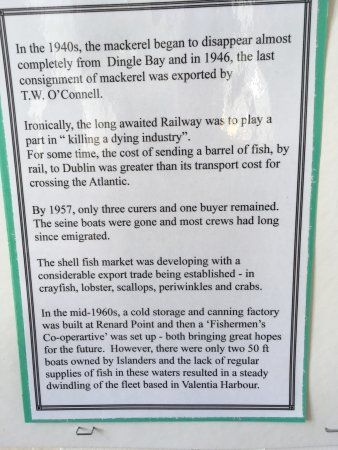 In the 1940s, the mackerel began to disappear almost
completely from Dingle Bay and in 1946, the last
consignment of mackerel was exported by
T.W. O'Connell.
Ironically, the long awaited Railway was to play a
part in " killing a dying industry".
For some time, the cost of sending a barrel of fish, by
rail, to Dublin was greater than its transport cost for
crossing the Atlantic.
By 1957, only three curers and one buyer remained.
The seine boats were gone and most crews had long
since emigrated.
The shell fish market was developing with a
considerable export trade being established - in
crayfish, lobster, scallops, periwinkles and crabs.
In the mid-1960s, a cold storage and canning factory
was built at Renard Point and then a 'Fishermen's
Co-operartive' was set up - both bringing great hopes
for the future. However, there were only two 50 ft
boats owned by Islanders and the lack of regular
supplies of fish in these waters resulted in a steady
dwindling of the fleet based in Valentia Harbour.